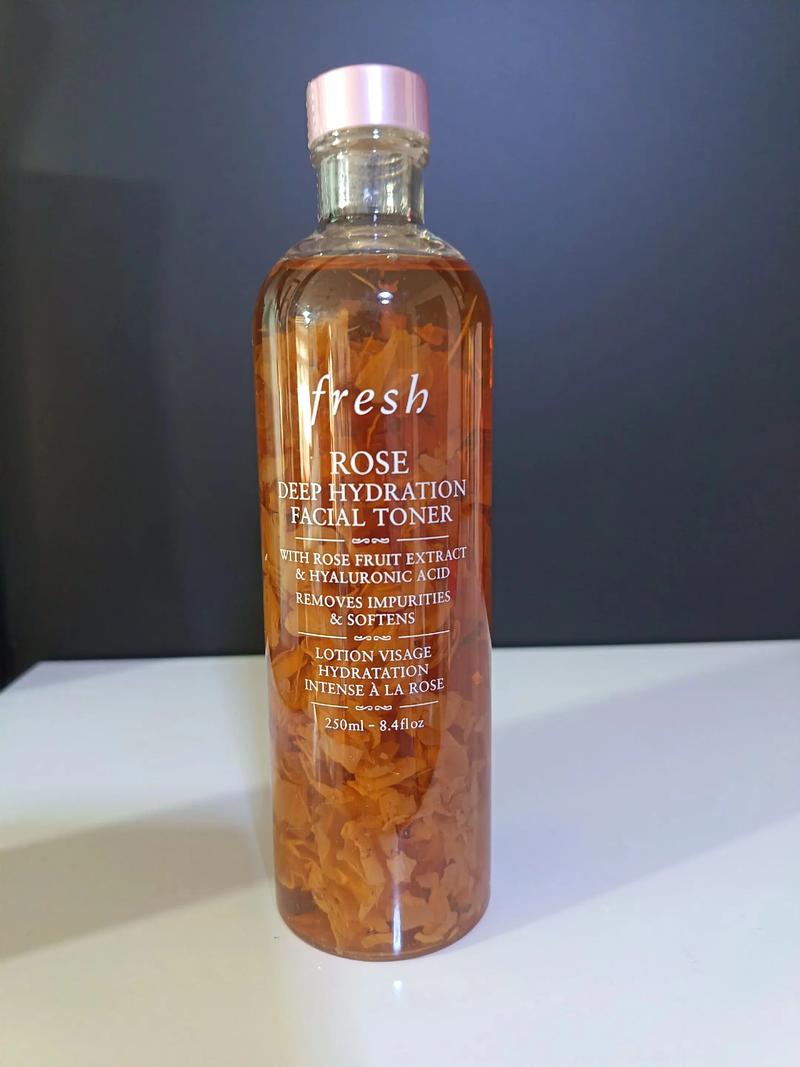 fresh
ROSE
DEEP HYDRATION
FACIAL TONER
WITH ROSE FRUIT EXTRACT
& HYALURONIC ACID
REMOVES IMPURITIES
& SOFTENS
LOTION VISAGE
HYDRATATION
INTENSE À LA ROSE
250ml - 8.4fl oz